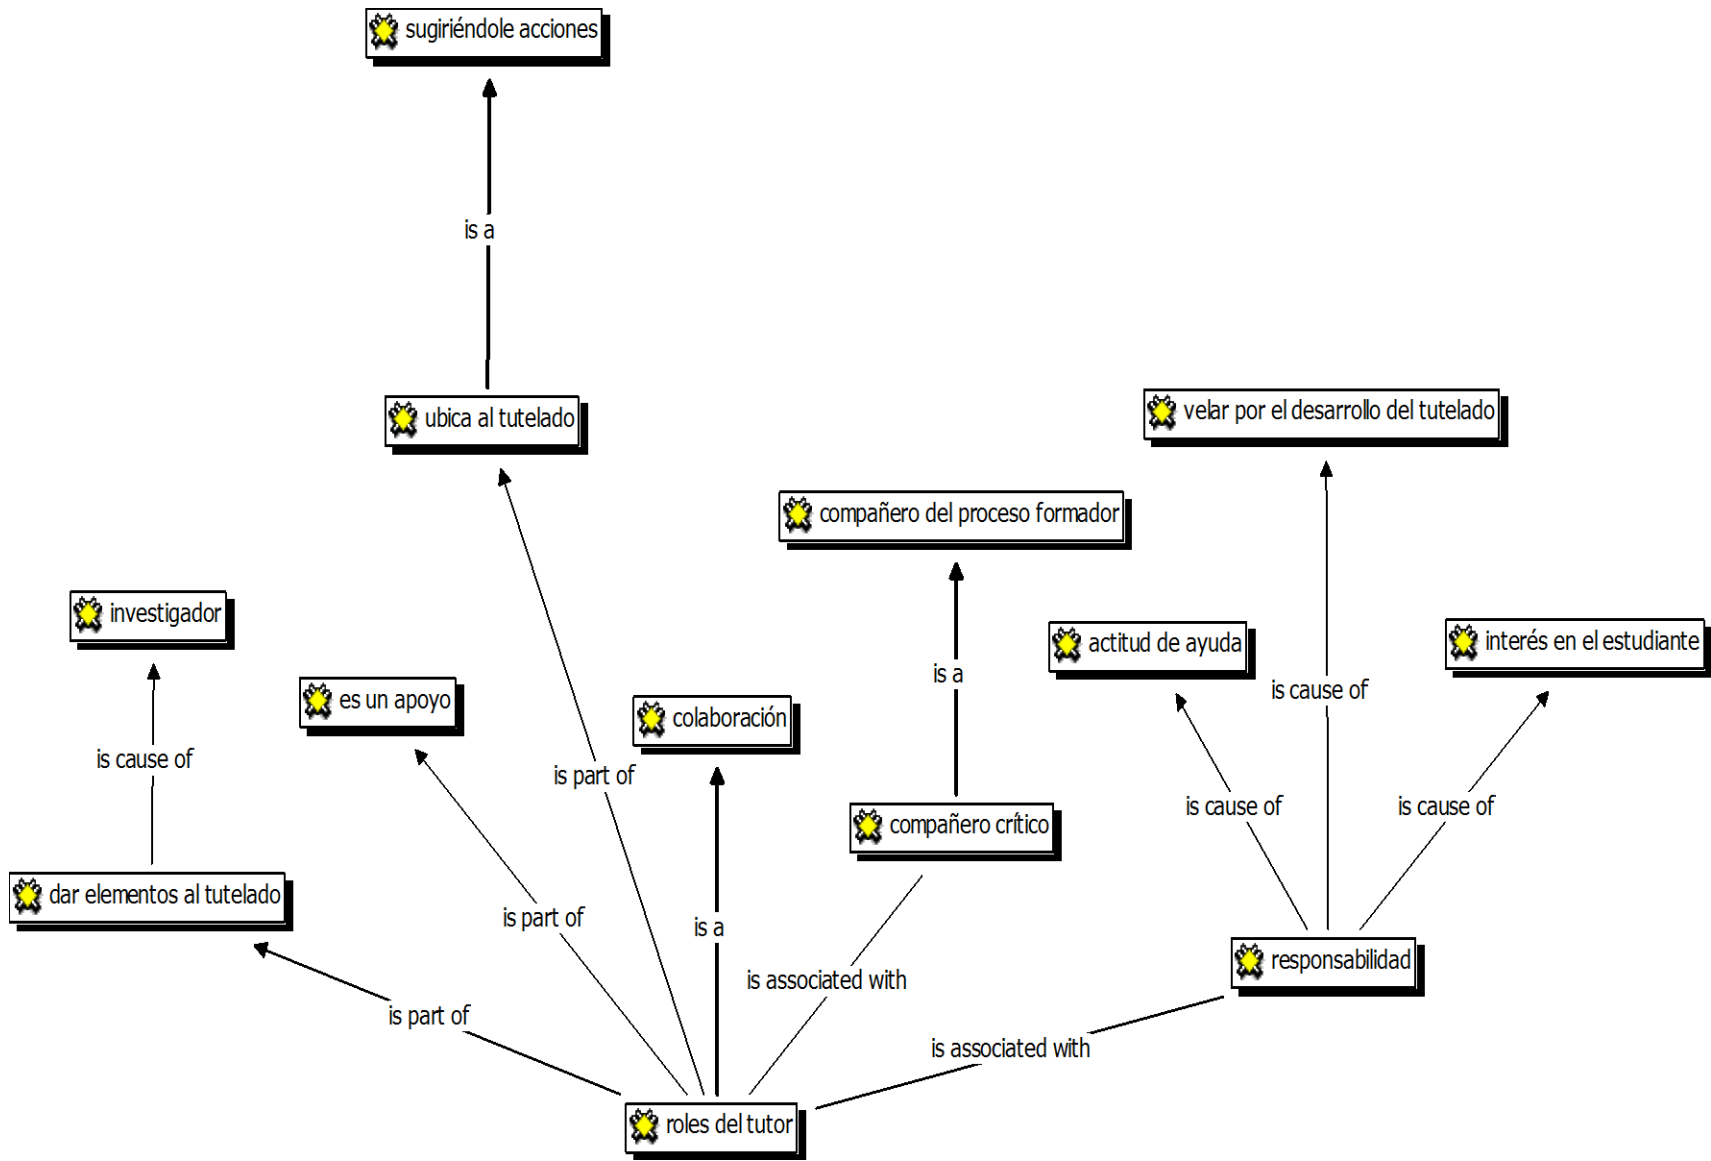 sugiriéndole acciones
is a
ubica al tutelado
velar por el desarrollo del tutelado
compañero del proceso formador
investigador
actitud de ayuda
interés en el estudiante
is a
es un apoyo
is cause of
colaboración
is cause of
is part of
is cause of
is cause of
compañero crítico
dar elementos al tutelado
is part of
is a
responsabilidad
is associated with
is part of
is associated with
roles del tutor